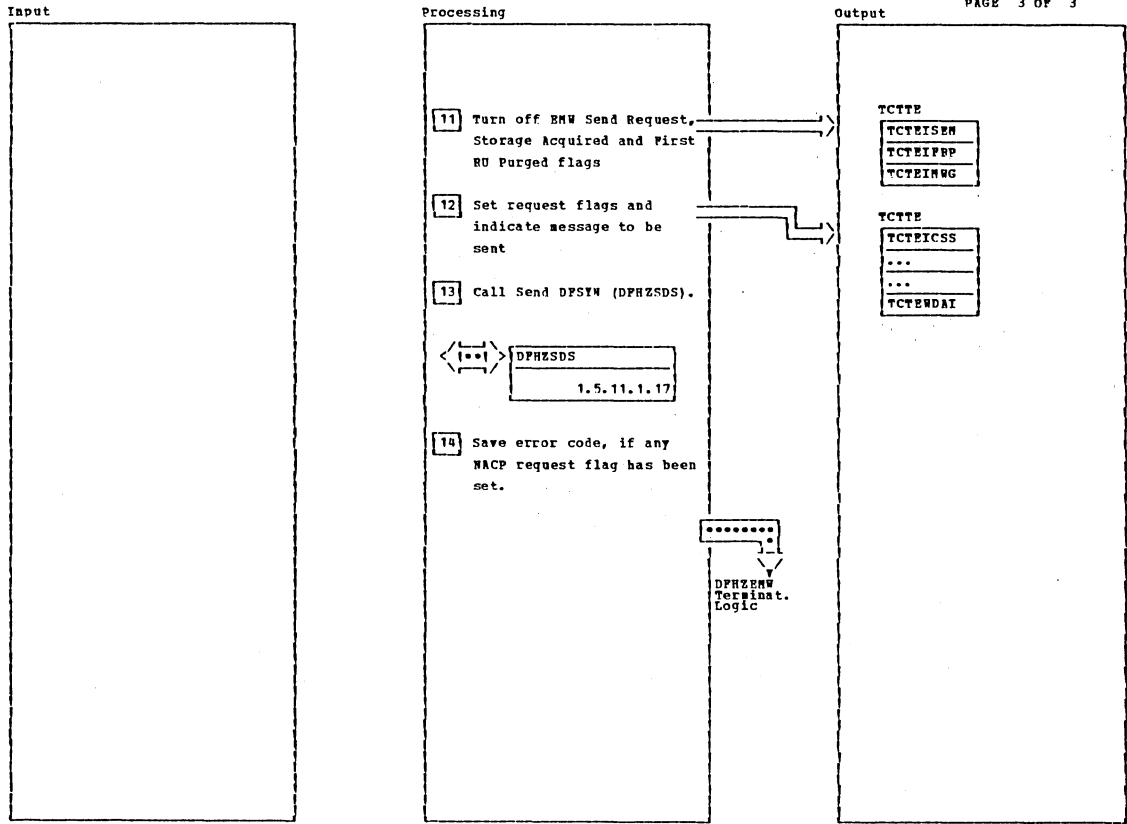 PAGE 3 OF 3
Input
Processing
Output
11 Turn off EMW Send Request,
Storage Acquired and First
RU Purged flags
TCTTE
TCTEISEM
TCTEIFRP
TCTEIMWG
12 Set request flags and
indicate message to be
sent
TCTTE
TCTEICSS
...
...
TCTEWDAI
13 Call Send DFSYN (DFHZSDS).
DFHZSDS
1.5.11.1.17
14 Save error code, if any
NACP request flag has been
set.
DFHZEMW
Terminat.
Logic